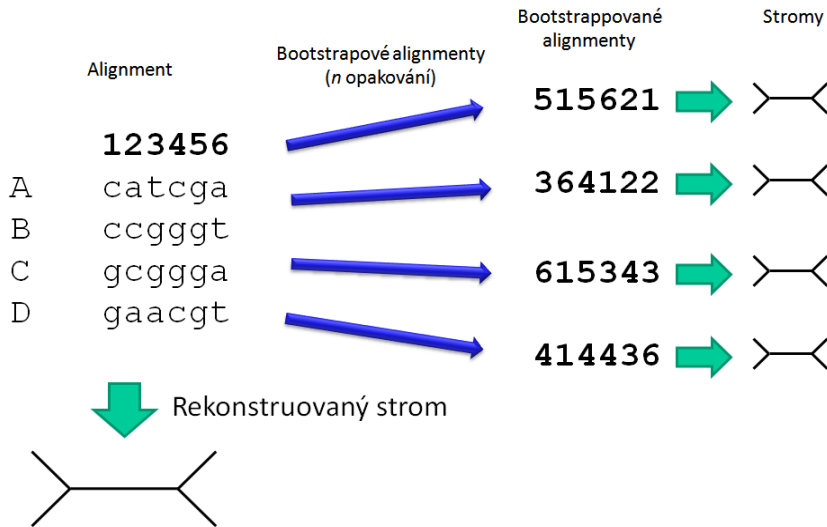 Alignment
Bootstrapové alignmenty
(n opakování)
Bootstrappované
alignmenty
Stromy
123456
A catcga
B ccgggt
C gcggga
D gaacgt
515621
364122
615343
414436
Rekonstruovaný strom